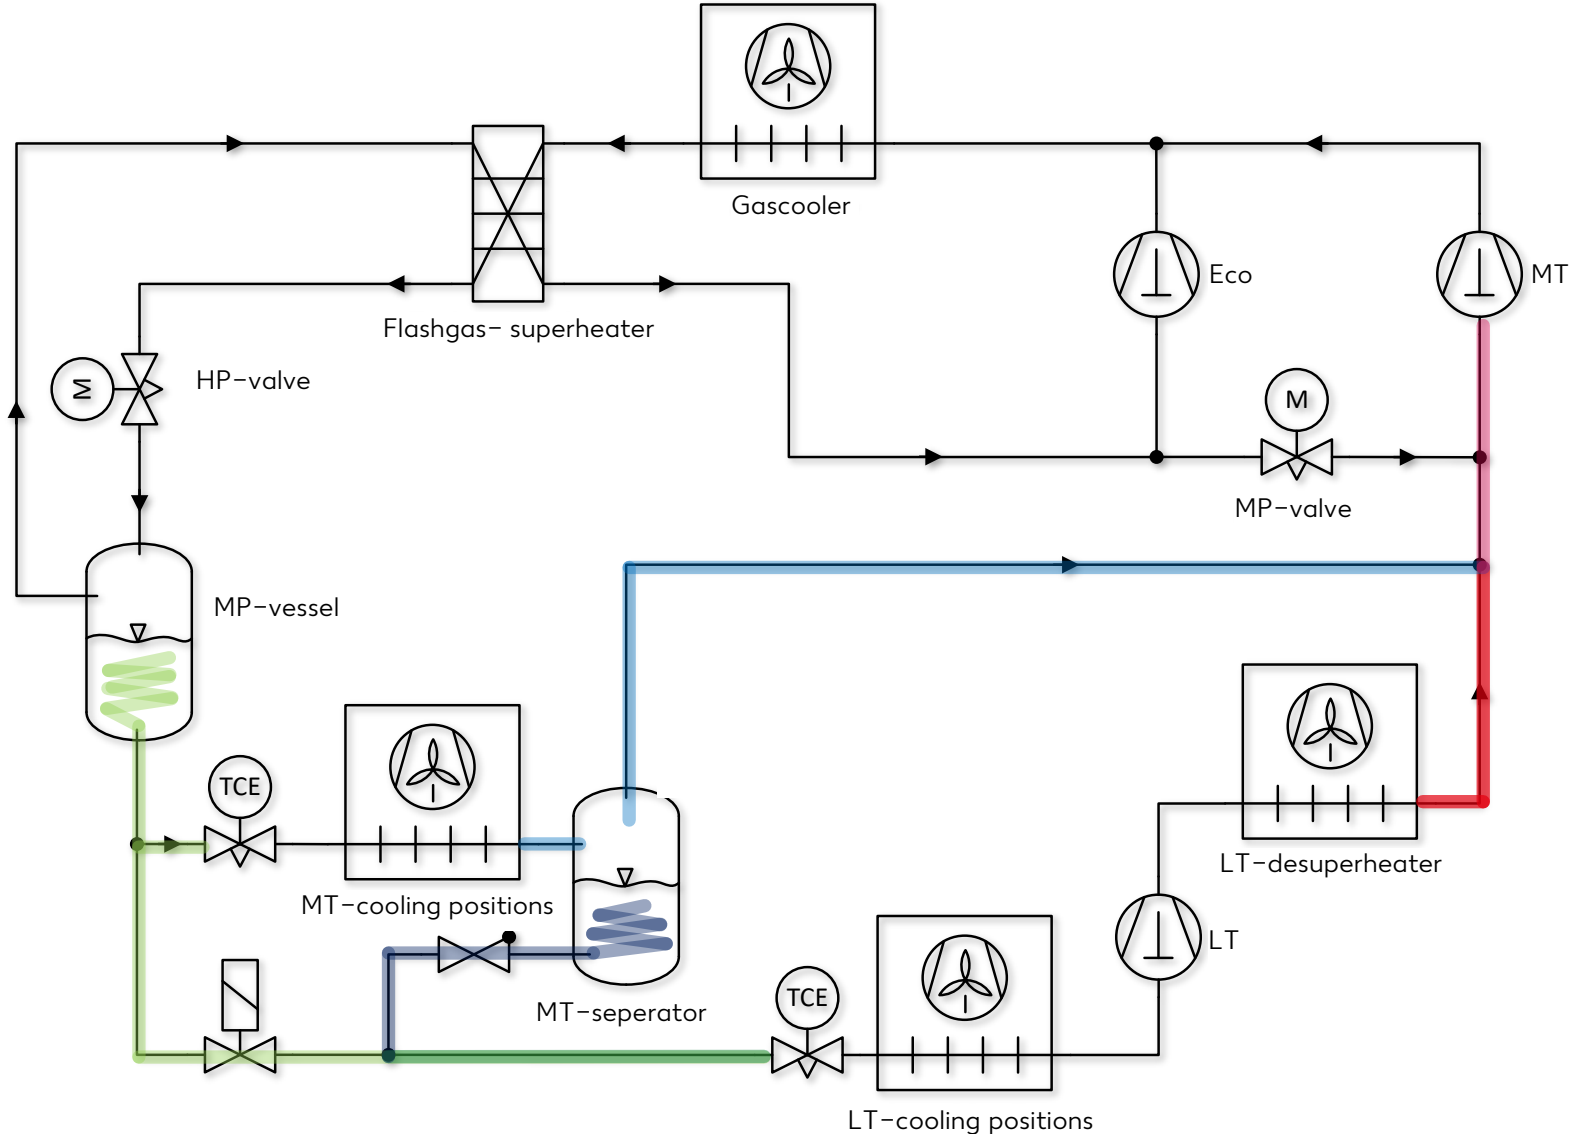 Gascooler
Eco
MT
Flashgas- superheater
M
HP-valve
M
MP-valve
MP-vessel
TCE
MT-cooling positions
LT-desuperheater
LT
TCE
MT-seperator
LT-cooling positions